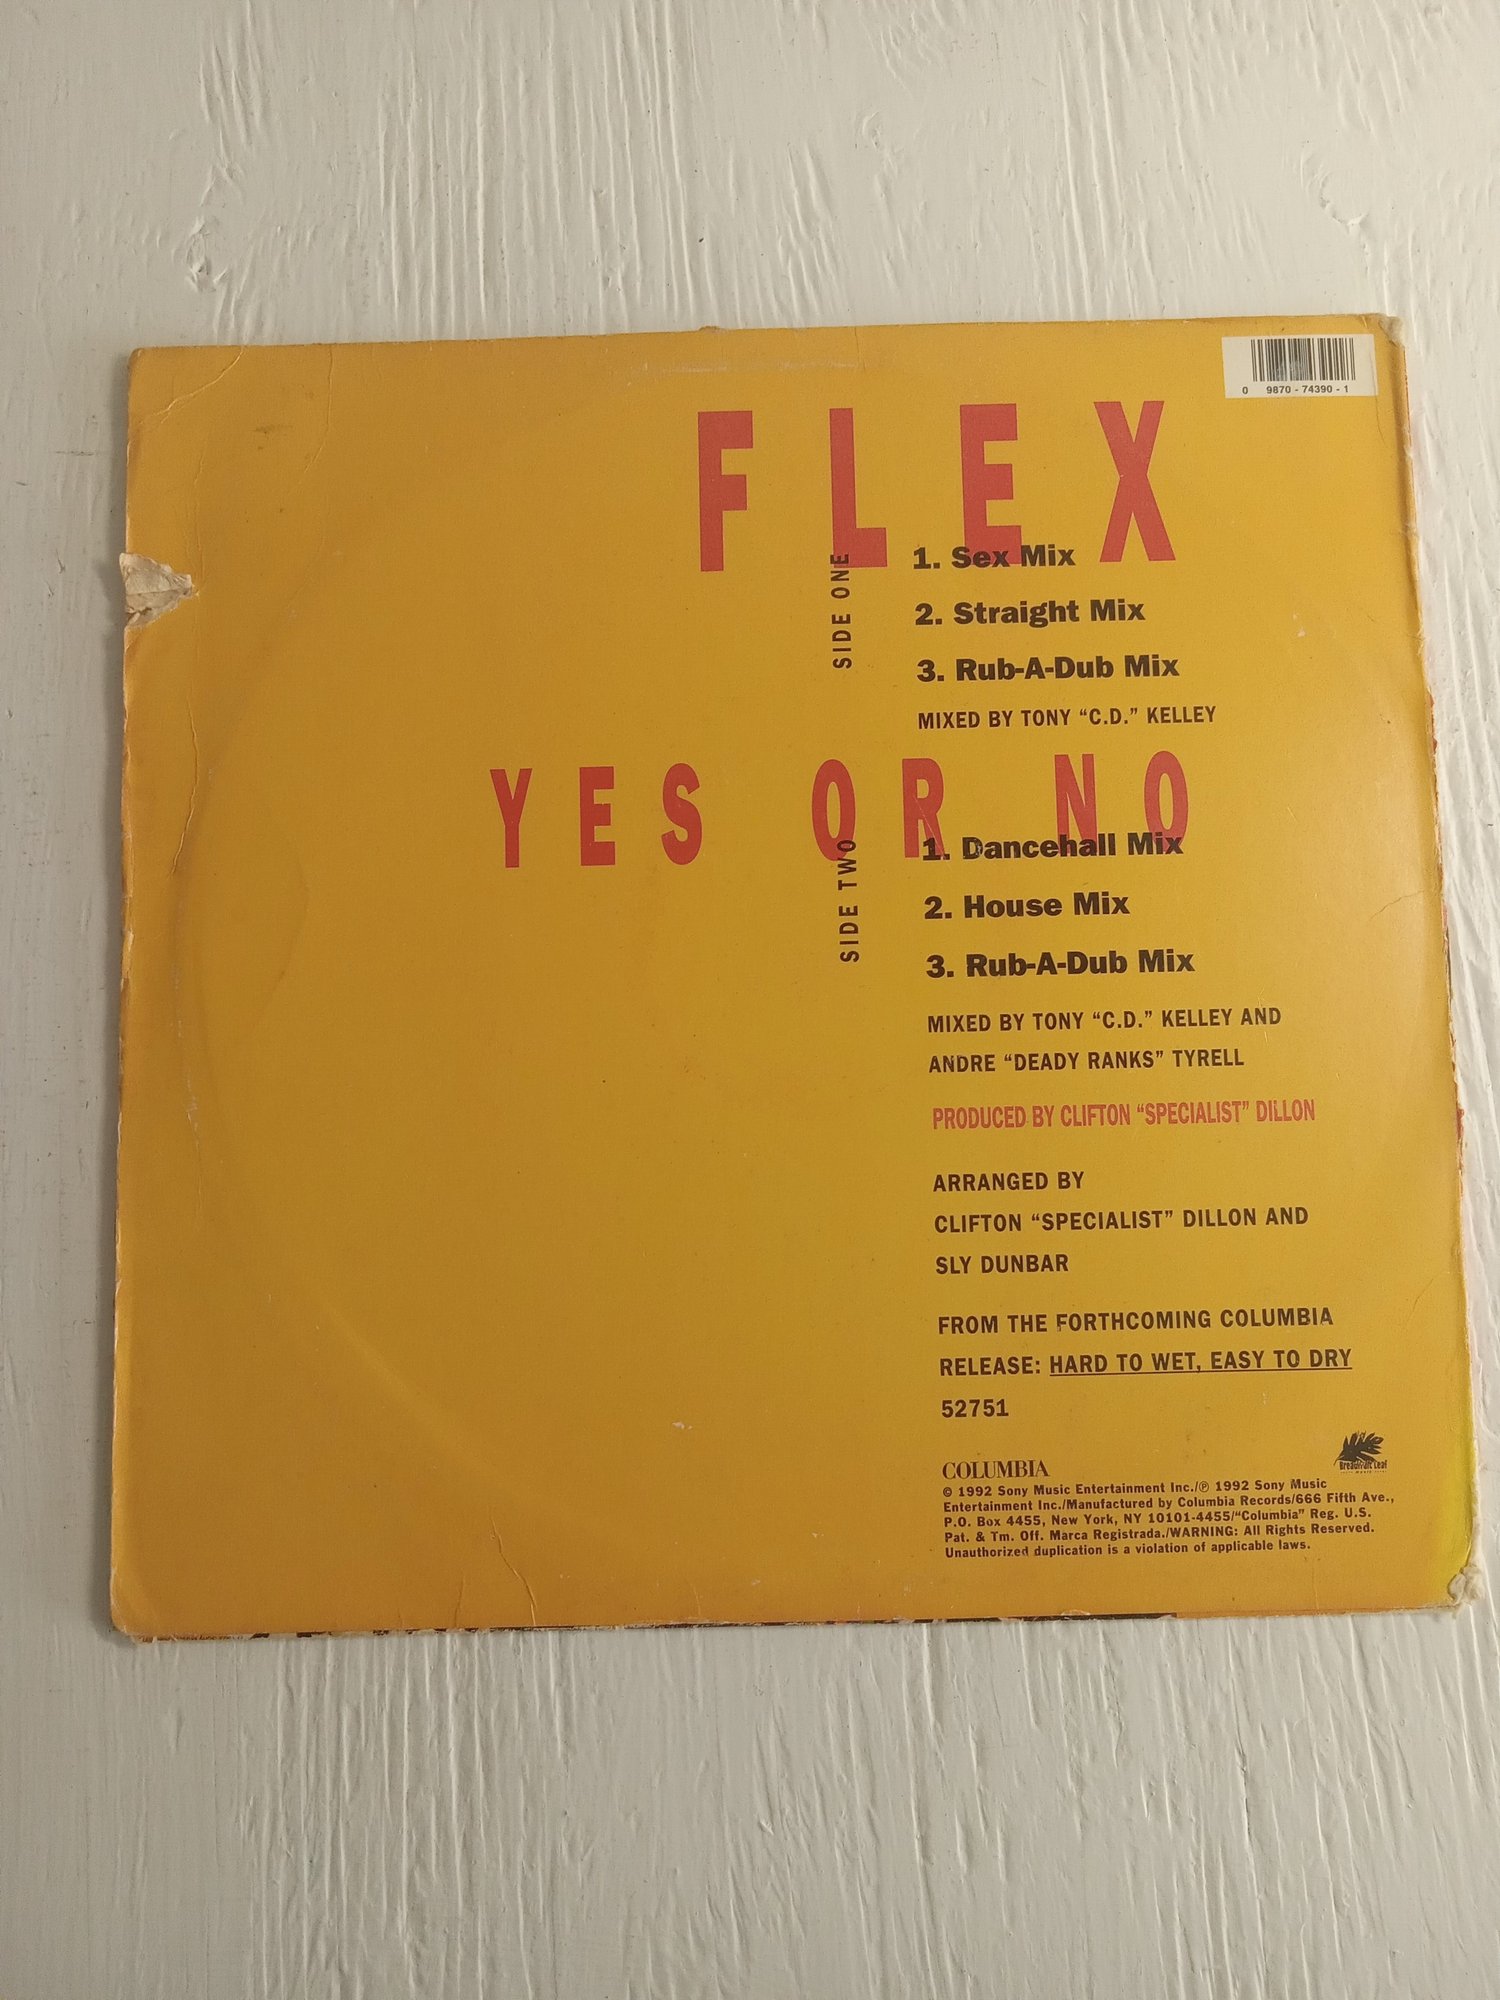 0 9870 - 74390 - 1
FLEX
SIDE ONE
1. Sex Mix
2. Straight Mix
3. Rub-A-Dub Mix
MIXED BY TONY “C.D.” KELLEY
YES OR NO
SIDE TWO
1. Dancehall Mix
2. House Mix
3. Rub-A-Dub Mix
MIXED BY TONY “C.D.” KELLEY AND
ANDRE “DEADY RANKS” TYRELL
PRODUCED BY CLIFTON “SPECIALIST” DILLON
ARRANGED BY
CLIFTON “SPECIALIST” DILLON AND
SLY DUNBAR
FROM THE FORTHCOMING COLUMBIA
RELEASE: HARD TO WET, EASY TO DRY
52751
Breadfruit Leaf
COLUMBIA
© 1992 Sony Music Entertainment Inc./℗ 1992 Sony Music
Entertainment Inc./Manufactured by Columbia Records/666 Fifth Ave.,
P.O. Box 4455, New York, NY 10101-4455/“Columbia” Reg. U.S.
Pat. & Tm. Off. Marca Registrada./WARNING: All Rights Reserved.
Unauthorized duplication is a violation of applicable laws.